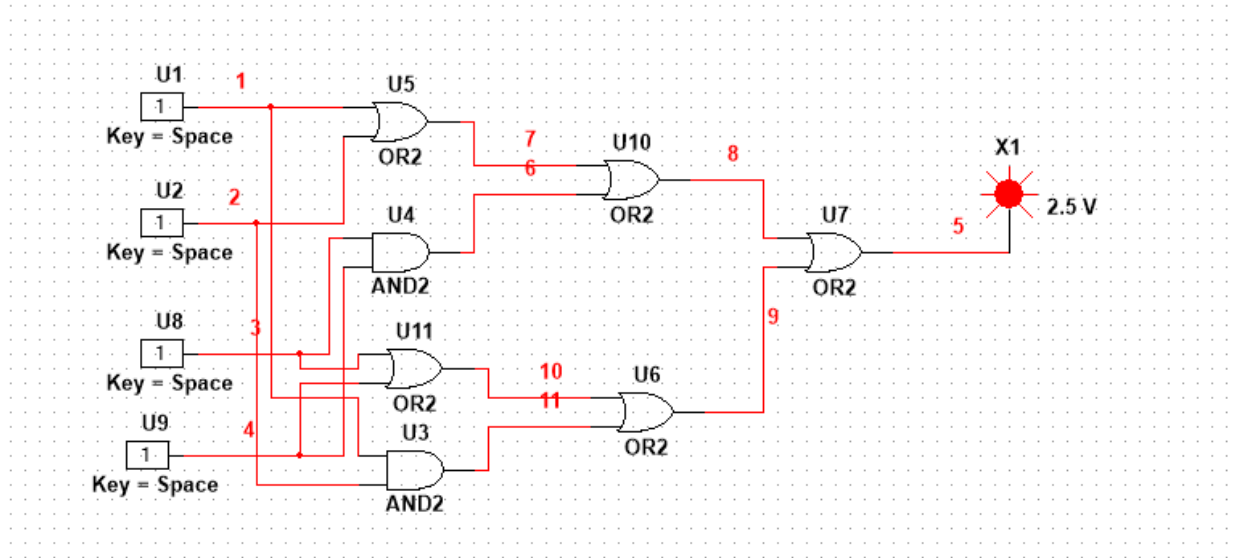 U1
1
1
Key = Space
U5
OR2
7
6
U10
OR2
8
X1
2.5 V
U2
2
1
Key = Space
U4
AND2
U7
OR2
5
U8
3
1
Key = Space
U11
OR2
10
11
U6
OR2
9
U9
4
1
Key = Space
U3
AND2